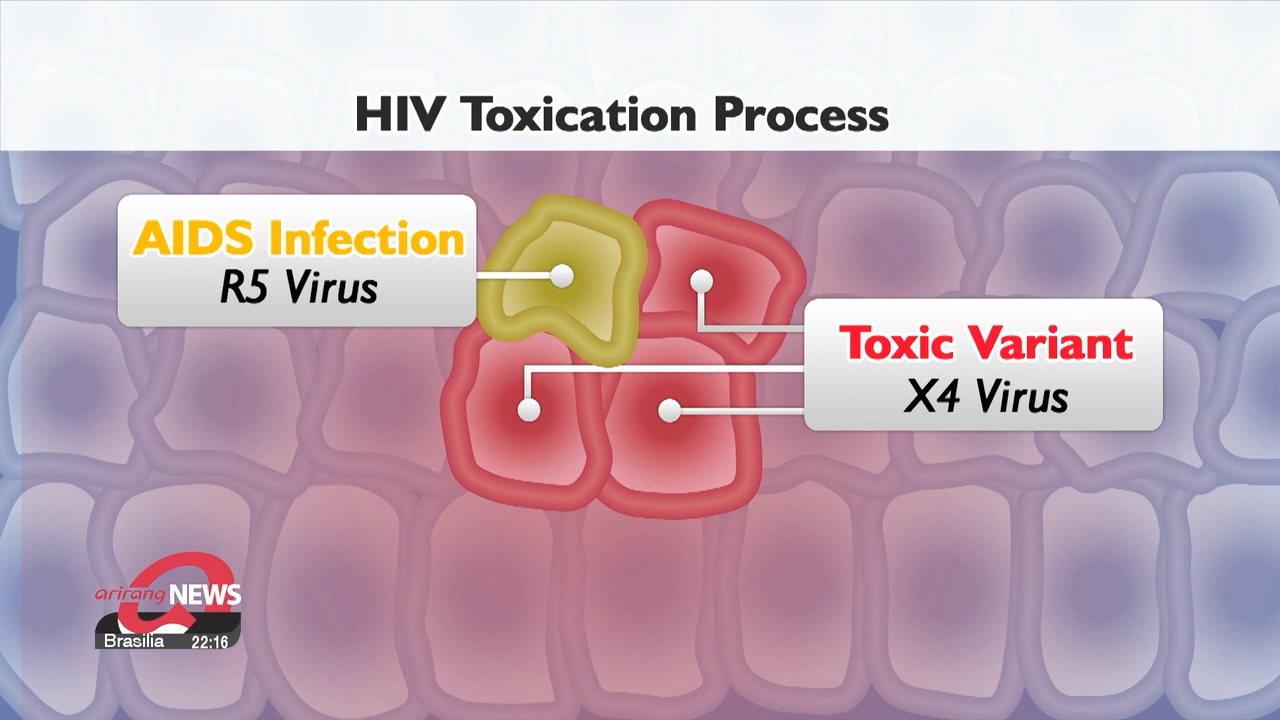 HIV Toxication Process
AIDS Infection
R5 Virus
Toxic Variant
X4 Virus
arirang NEWS
Brasilia 22:16